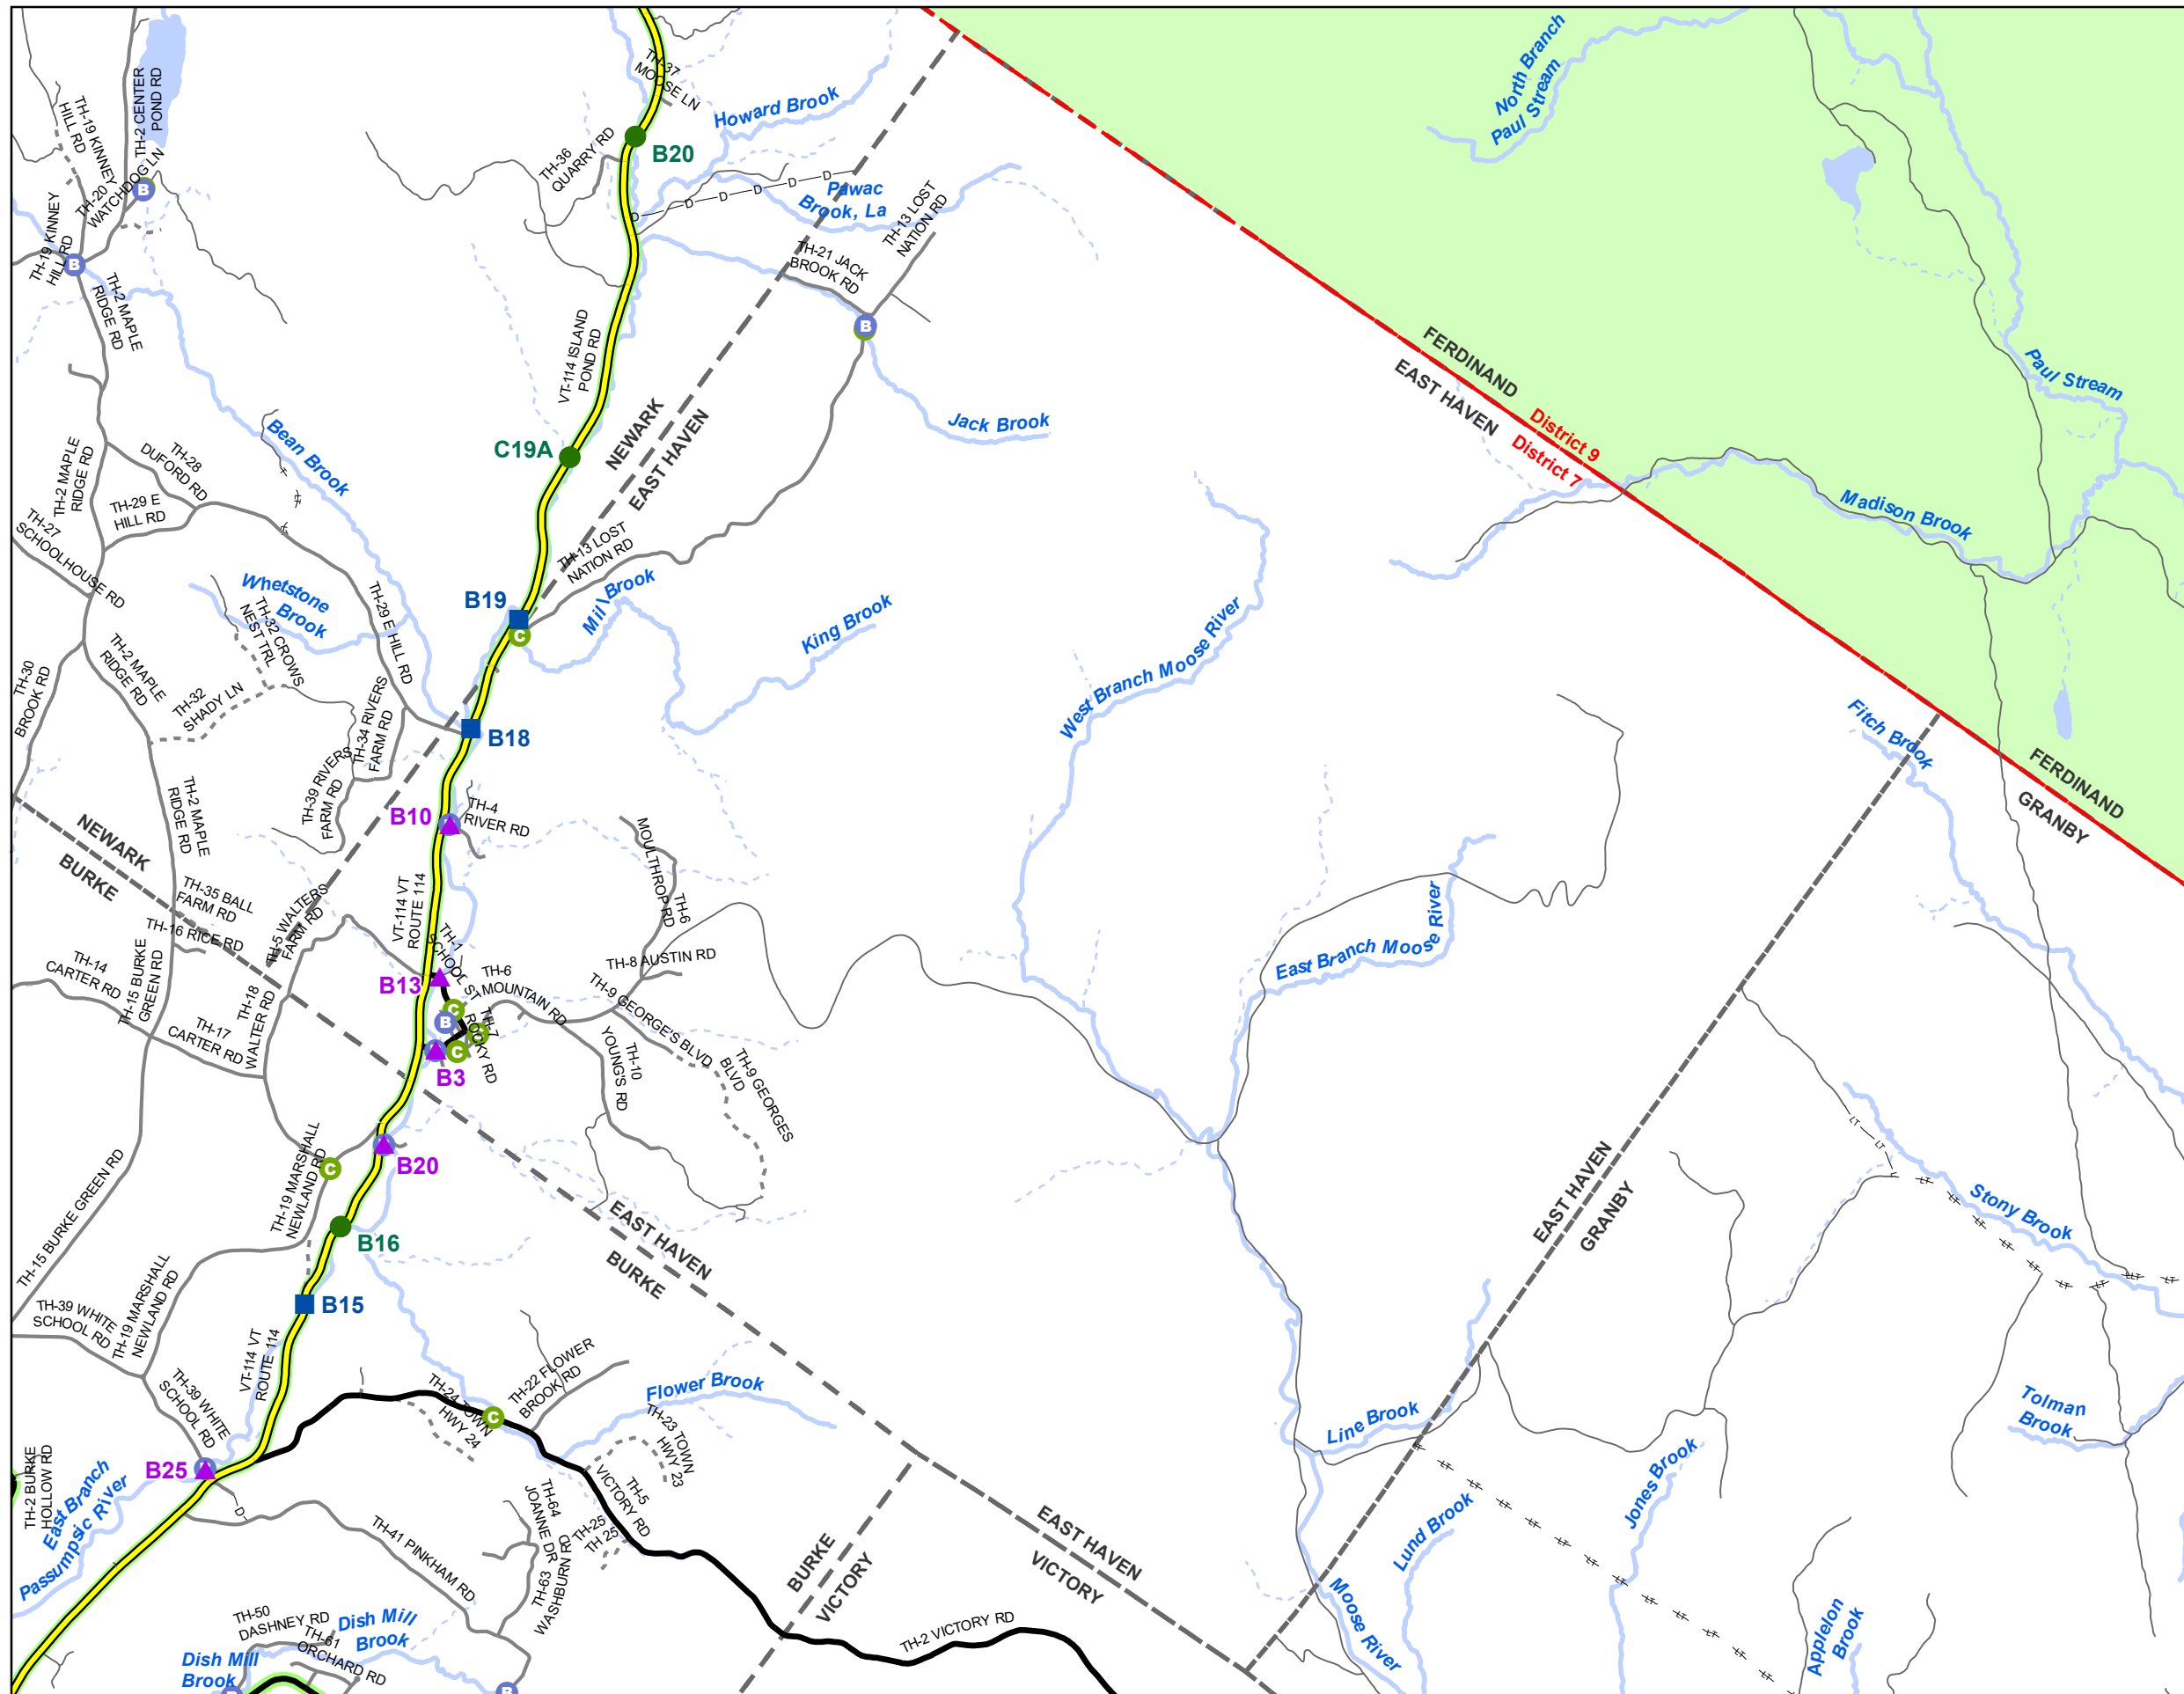 TH-37
MOOSE LN
Howard Brook
B20
TH-36
QUARRY RD
D
D
D
D
D
Pawac
Brook, La
TH-13 LOST
NATION RD
TH-21 JACK
BROOK RD
B
North Branch
Paul Stream
Paul Stream
TH-19 KINNEY
HILL RD
TH-2 CENTER
POND RD
TH-20
WATCHDOG LN
B
TH-19 KINNEY
HILL RD
B
TH-2 MAPLE
RIDGE RD
VT-114 ISLAND
POND RD
NEWARK
EAST HAVEN
Jack Brook
FERDINAND
EAST HAVEN
District 9
District 7
Madison Brook
C19A
Bean Brook
TH-28
DUFORD RD
TH-2 MAPLE
RIDGE RD
TH-29 E
HILL RD
TH-27
SCHOOLHOUSE RD
Whetstone
Brook
TH-32 CROWS
NEST TRL
TH-29 E HILL RD
TH-13 LOST
NATION RD
B19
C
Mill Brook
King Brook
West Branch Moose River
TH-30
BROOK RD
TH-2 MAPLE
RIDGE RD
TH-32
SHADY LN
TH-34 RIVERS
FARM RD
TH-39 RIVERS
FARM RD
B18
Fitch Brook
FERDINAND
GRANBY
B10
TH-4
RIVER RD
TH-2 MAPLE
RIDGE RD
NEWARK
BURKE
MOULTHROP RD
TH-6
TH-35 BALL
FARM RD
TH-16 RICE RD
TH-5 WALTERS
FARM RD
VT-114 VT
ROUTE 114
TH-1
SCHOOL ST
B13
TH-6
MOUNTAIN RD
TH-8 AUSTIN RD
TH-9 GEORGE'S BLVD
East Branch Moose River
TH-14
CARTER RD
TH-15 BURKE
GREEN RD
TH-17
CARTER RD
TH-18
WALTER RD
C
B
C
C
TH-7
ROCKY RD
B3
TH-10
YOUNG'S RD
TH-9 GEORGES
BLVD
B20
C
TH-19 MARSHALL
NEWLAND RD
B16
TH-15 BURKE GREEN RD
EAST HAVEN
BURKE
EAST HAVEN
GRANBY
LT
LT
Stony Brook
B15
TH-39 WHITE
SCHOOL RD
TH-19 MARSHALL
NEWLAND RD
VT-114 VT
ROUTE 114
TH-39 WHITE
SCHOOL RD
TH-24 TOWN
HWY 24
C
TH-22 FLOWER
BROOK RD
Flower Brook
TH-23 TOWN
HWY 23
Line Brook
Tolman
Brook
B25
TH-2 BURKE
HOLLOW RD
East Branch
Passumpsic River
D
TH-41 PINKHAM RD
TH-64
JOANNE DR
TH-63
WASHBURN RD
TH-25
TH 25
TH-5
VICTORY RD
BURKE
VICTORY
EAST HAVEN
VICTORY
Lund Brook
Jones Brook
Moose River
Applelon
Brook
TH-50
DASHNEY RD
Dish Mill
Brook
TH-61
ORCHARD RD
Dish Mill
Brook
B
TH-2 VICTORY RD